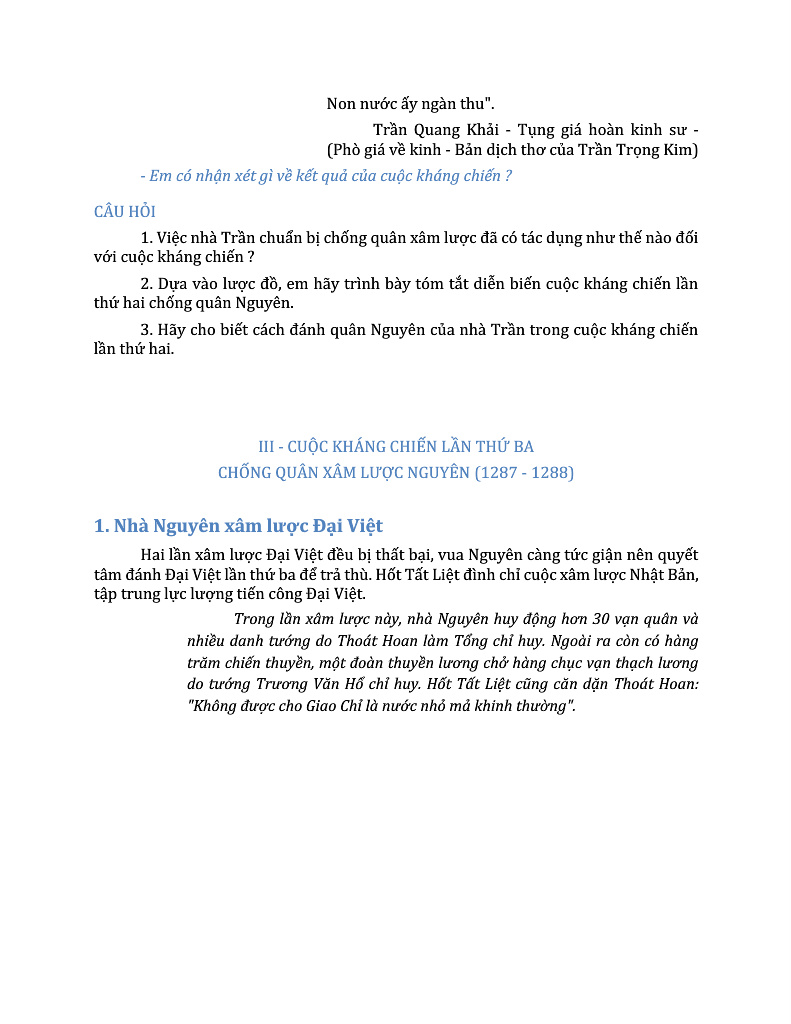 Non nước ấy ngàn thu".
Trần Quang Khải - Tụng giá hoàn kinh sư -
(Phò giá về kinh - Bản dịch thơ của Trần Trọng Kim)
- Em có nhận xét gì về kết quả của cuộc kháng chiến ?
CÂU HỎI
1. Việc nhà Trần chuẩn bị chống quân xâm lược đã có tác dụng như thế nào đối
với cuộc kháng chiến ?
2. Dựa vào lược đồ, em hãy trình bày tóm tắt diễn biến cuộc kháng chiến lần
thứ hai chống quân Nguyên.
3. Hãy cho biết cách đánh quân Nguyên của nhà Trần trong cuộc kháng chiến
lần thứ hai.
III - CUỘC KHÁNG CHIẾN LẦN THỨ BA
CHỐNG QUÂN XÂM LƯỢC NGUYÊN (1287 - 1288)
1. Nhà Nguyên xâm lược Đại Việt
Hai lần xâm lược Đại Việt đều bị thất bại, vua Nguyên càng tức giận nên quyết
tâm đánh Đại Việt lần thứ ba để trả thù. Hốt Tất Liệt đình chỉ cuộc xâm lược Nhật Bản,
tập trung lực lượng tiến công Đại Việt.
Trong lần xâm lược này, nhà Nguyên huy động hơn 30 vạn quân và
nhiều danh tướng do Thoát Hoan làm Tổng chỉ huy. Ngoài ra còn có hàng
trăm chiến thuyền, một đoàn thuyền lương chở hàng chục vạn thạch lương
do tướng Trương Văn Hổ chỉ huy. Hốt Tất Liệt cũng căn dặn Thoát Hoan:
"Không được cho Giao Chỉ là nước nhỏ mà khinh thường".